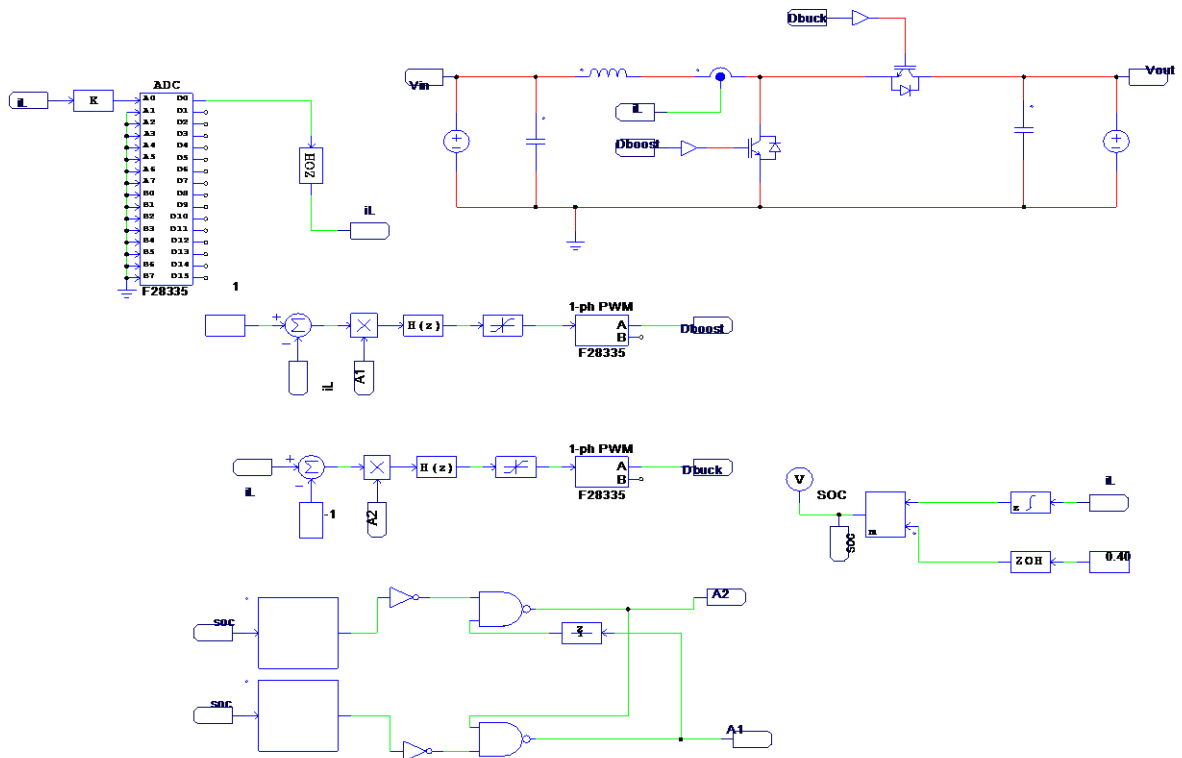 Dbuck
ADC
Vin
Vout
iL
K
A0 D0
A1 D1
A2 D2
A3 D3
A4 D4
A5 D5
A6 D6
A7 D7
B0 D8
B1 D9
B2 D10
B3 D11
B4 D12
B5 D13
B6 D14
B7 D15
F28335
iL
Dboost
ZOH
iL
1
1-ph PWM
A
B
F28335
Dboost
+
Σ
-
H(z)
iL
A1
1-ph PWM
A
B
F28335
Dbuck
+
Σ
-
H(z)
iL
-1
A2
V
SOC
iL
z
m
SOC
ZOH
0.40
soc
A2
1
z
soc
A1